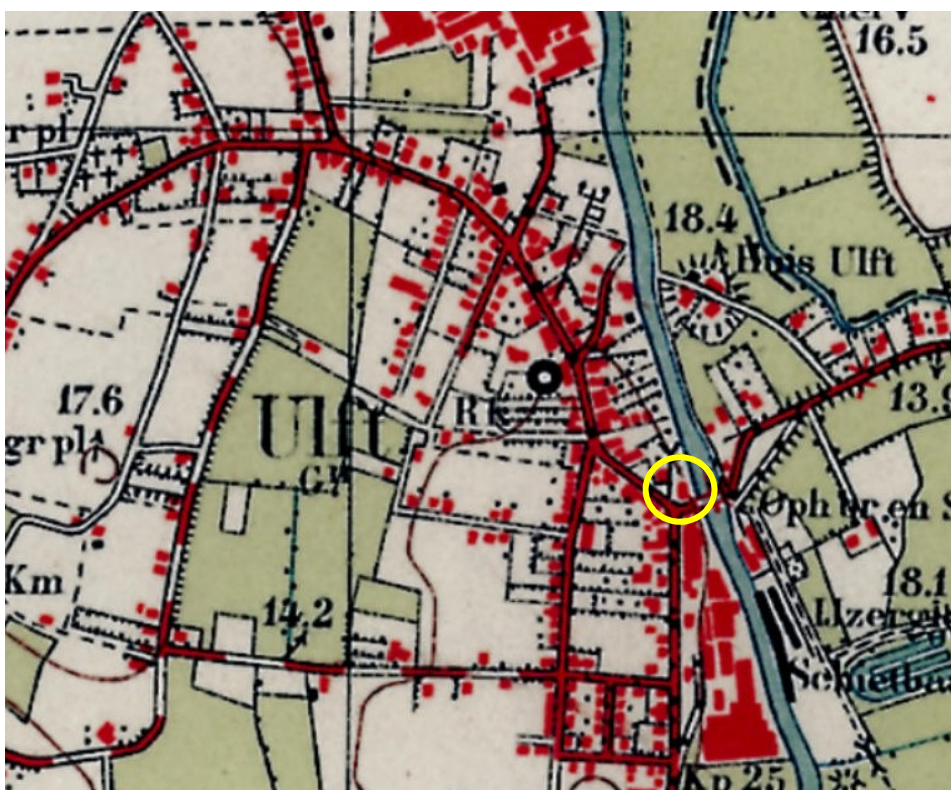 16.5
r pl
18.4
Huis Ulft
17.6
gr pl
Ulft
RK
13.
G.H
Oph br en
Km
18.1
14.2
IJzergi
Schietba
Kp 25